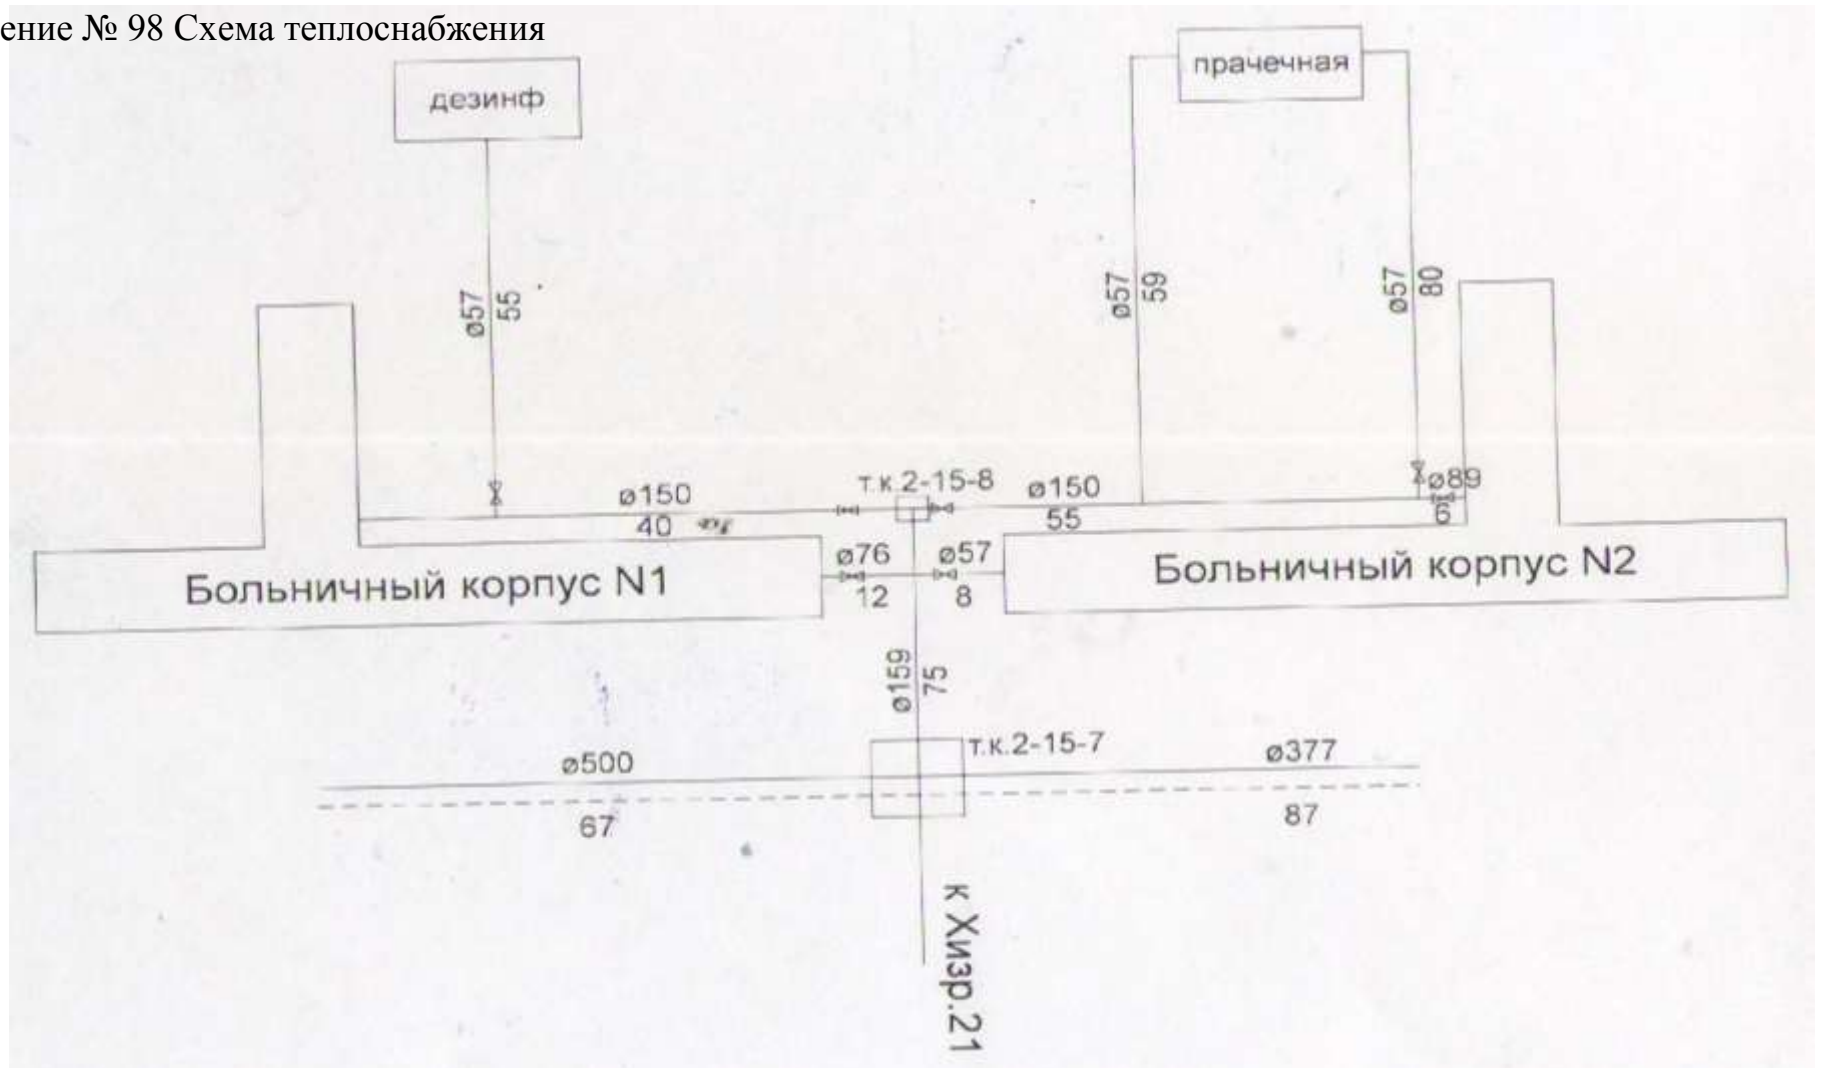 ение № 98 Схема теплоснабжения
дезинф
прачечная
ø57
55
ø57
59
ø57
80
ø150
40
т.к.2-15-8
ø150
55
ø89
6
ø76
12
ø57
8
Больничный корпус N1
Больничный корпус N2
ø159
75
т.к.2-15-7
ø500
67
ø377
87
к Хизр.21